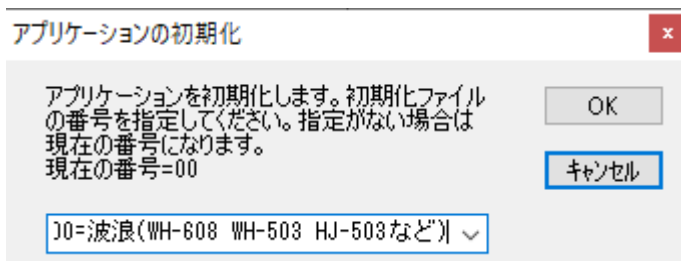 アプリケーションの初期化
アプリケーションを初期化します。初期化ファイル
の番号を指定してください。指定がない場合は
現在の番号になります。
現在の番号=00
OK
キャンセル
00=波浪(WH-608 WH-503 HJ-503など)